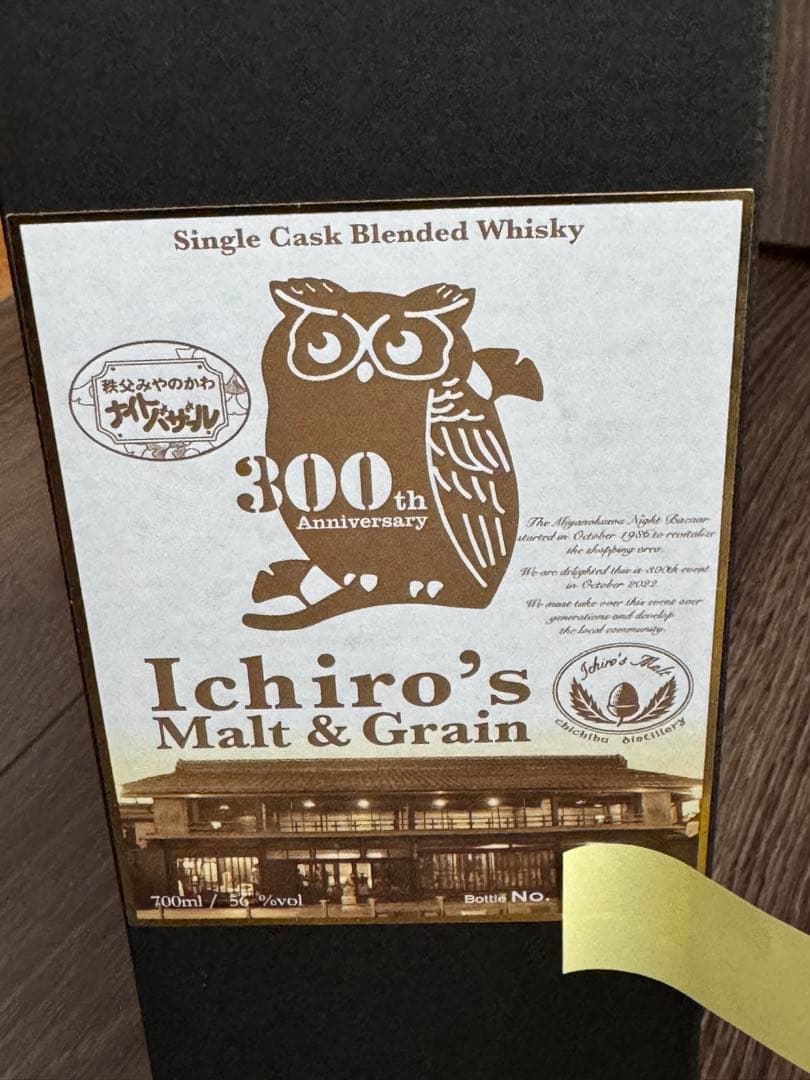 Single Cask Blended Whisky
秩父みやのかわ
ナイトバザール
300th
Anniversary
The Miyanokawa Night Bazaar
started in October 1986 to revitalize
the shopping area.
We are delighted this is 300th event
in October 2022.
We must take over this event over
generations and develop
the local community.
Ichiro's
Malt & Grain
Ichiro's Malt
chichibu distillery
700ml / 56 %vol
Bottle No.